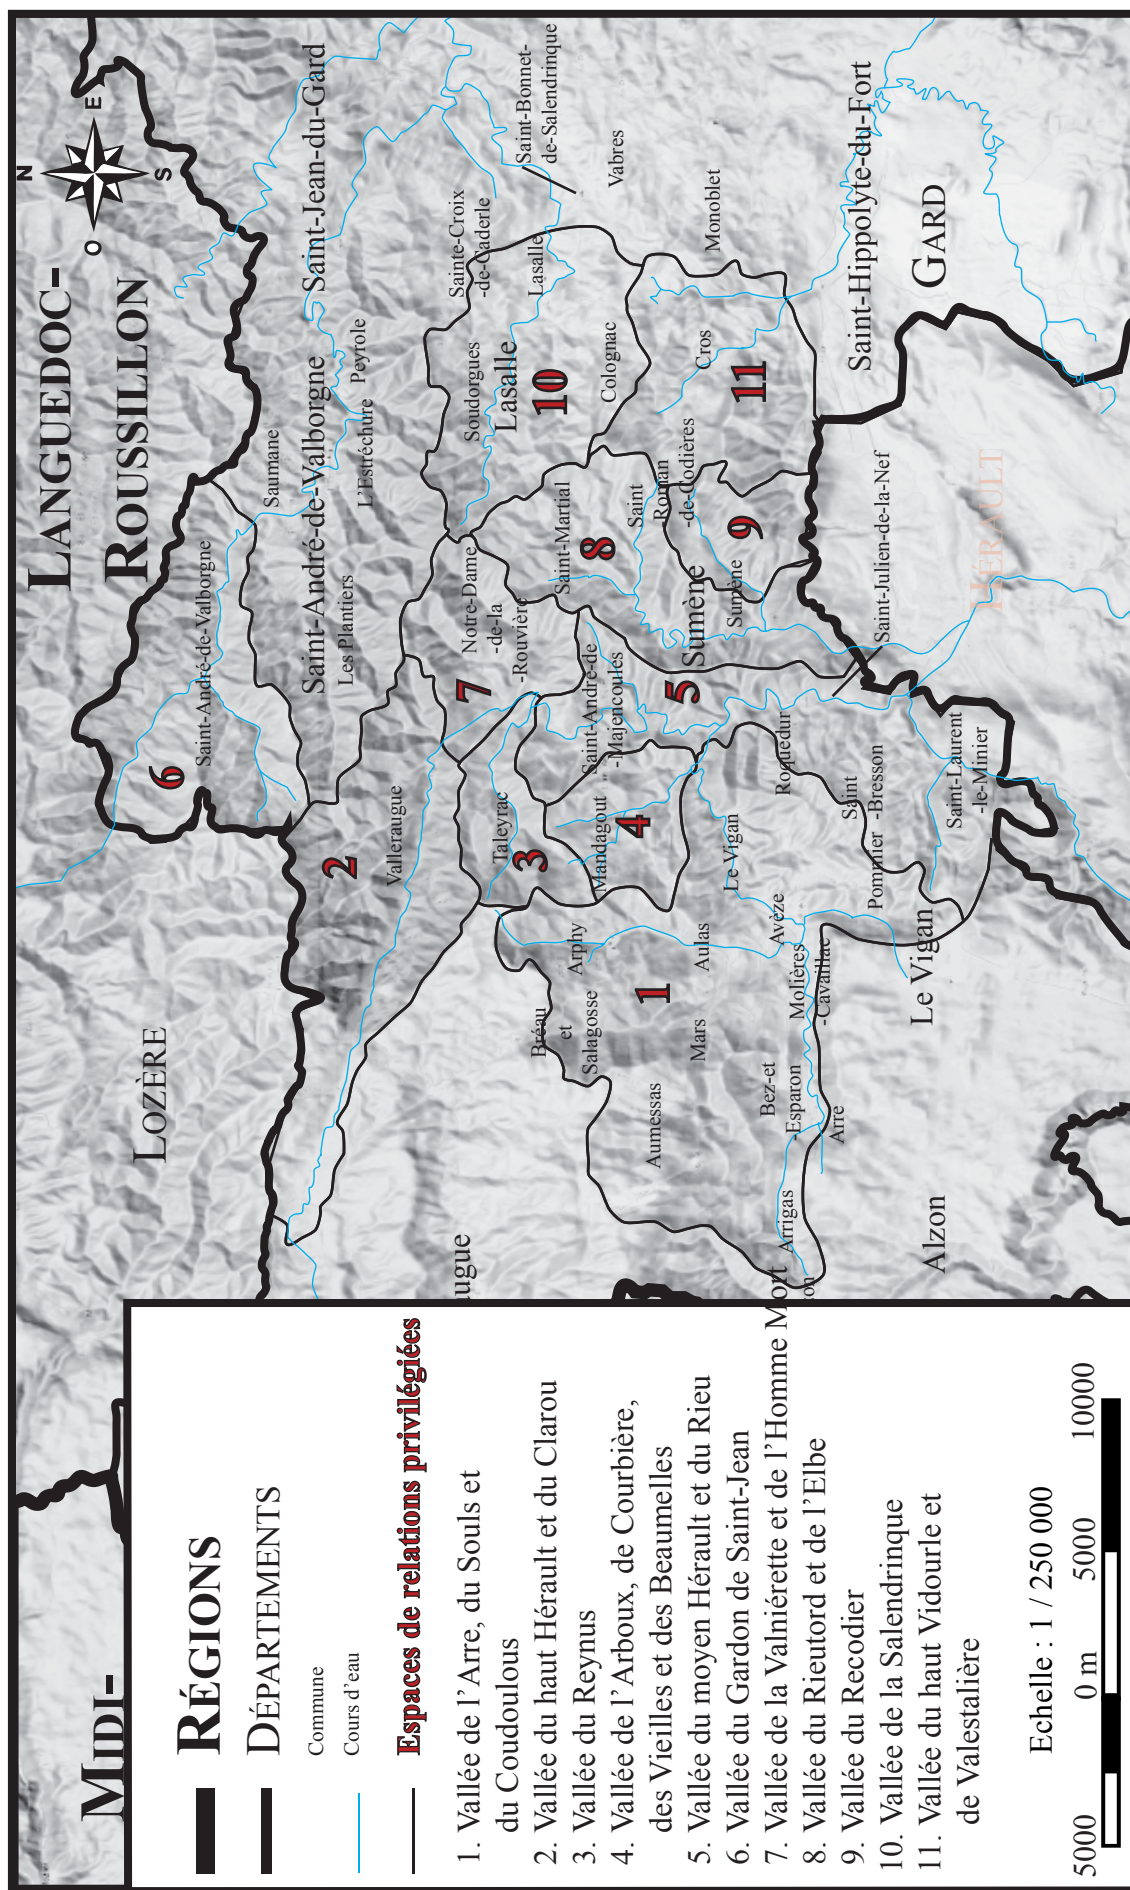 LANGUEDOC-
ROUSSILLON
N
E
S
O
LOZÈRE
GARD
HÉRAULT
MIDI-
Saint-Jean-du-Gard
Saint-André-de-Valborgne
Saint-Hippolyte-du-Fort
Lasalle
Sumène
Le Vigan
Alzon
augue
Saumane
Saint-André-de-Valborgne
L'Estréchure
Peyrole
Les Plantiers
Valleraugue
Sainte-Croix
-de-Caderle
Saint-Bonnet-
de-Salendrinque
Vabres
Lasalle
Soudorgues
Colognac
Monoblet
Cros
Notre-Dame
-de-la
-Rouvière
Saint-Martial
Saint
Roman
-de-Codières
Sumène
Saint-Julien-de-la-Nef
Saint-André-de
-Majencoules
Taleyrac
Mandagout
Roquedur
Saint
-Bresson
Pommier
Saint-Laurent
-le-Minier
Le Vigan
Avèze
Arphy
Aulas
Molières
-Cavaillac
Bréau
et
Salagosse
Mars
Aumessas
Bez-et
-Esparon
Arre
Arrigas
zon
1
2
3
4
5
6
7
8
9
10
11
RÉGIONS
DÉPARTEMENTS
Commune
Cours d'eau
Espaces de relations privilégiées
1. Vallée de l'Arre, du Souls et
du Coudoulous
2. Vallée du haut Hérault et du Clarou
3. Vallée du Reynus
4. Vallée de l'Arboux, de Courbière,
des Vieilles et des Beaumelles
5. Vallée du moyen Hérault et du Rieu
6. Vallée du Gardon de Saint-Jean
7. Vallée de la Valniérette et de l'Homme Mort
8. Vallée du Rieutord et de l'Elbe
9. Vallée du Recodier
10. Vallée de la Salendrinque
11. Vallée du haut Vidourle et
de Valestalière
Echelle : 1 / 250 000
5000 0 m 5000 10000